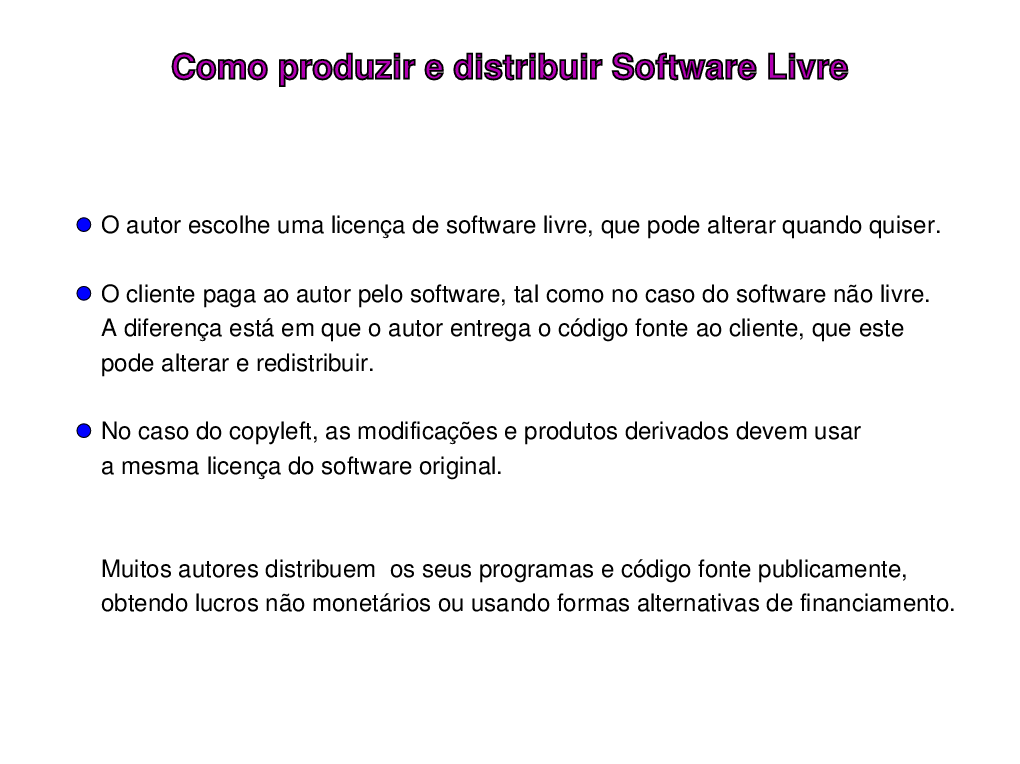 Como produzir e distribuir Software Livre
O autor escolhe uma licença de software livre, que pode alterar quando quiser.
O cliente paga ao autor pelo software, tal como no caso do software não livre.
A diferença está em que o autor entrega o código fonte ao cliente, que este
pode alterar e redistribuir.
No caso do copyleft, as modificações e produtos derivados devem usar
a mesma licença do software original.
Muitos autores distribuem  os seus programas e código fonte publicamente,
obtendo lucros não monetários ou usando formas alternativas de financiamento.